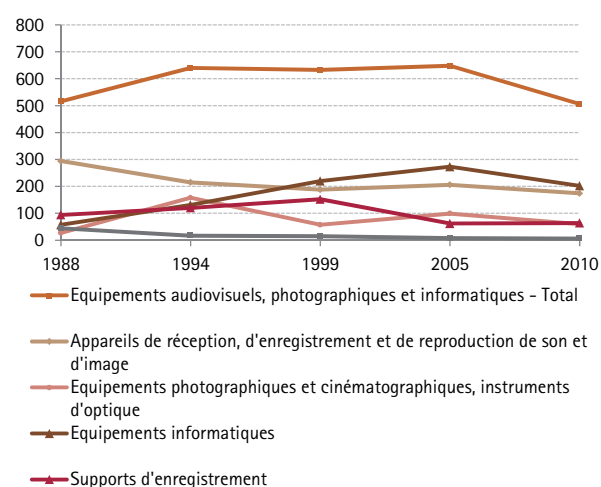 800
700
600
500
400
300
200
100
0
1988 1994 1999 2005 2010
Equipements audiovisuels, photographiques et informatiques - Total
Appareils de réception, d'enregistrement et de reproduction de son et
d'image
Equipements photographiques et cinématographiques, instruments
d'optique
Equipements informatiques
Supports d'enregistrement